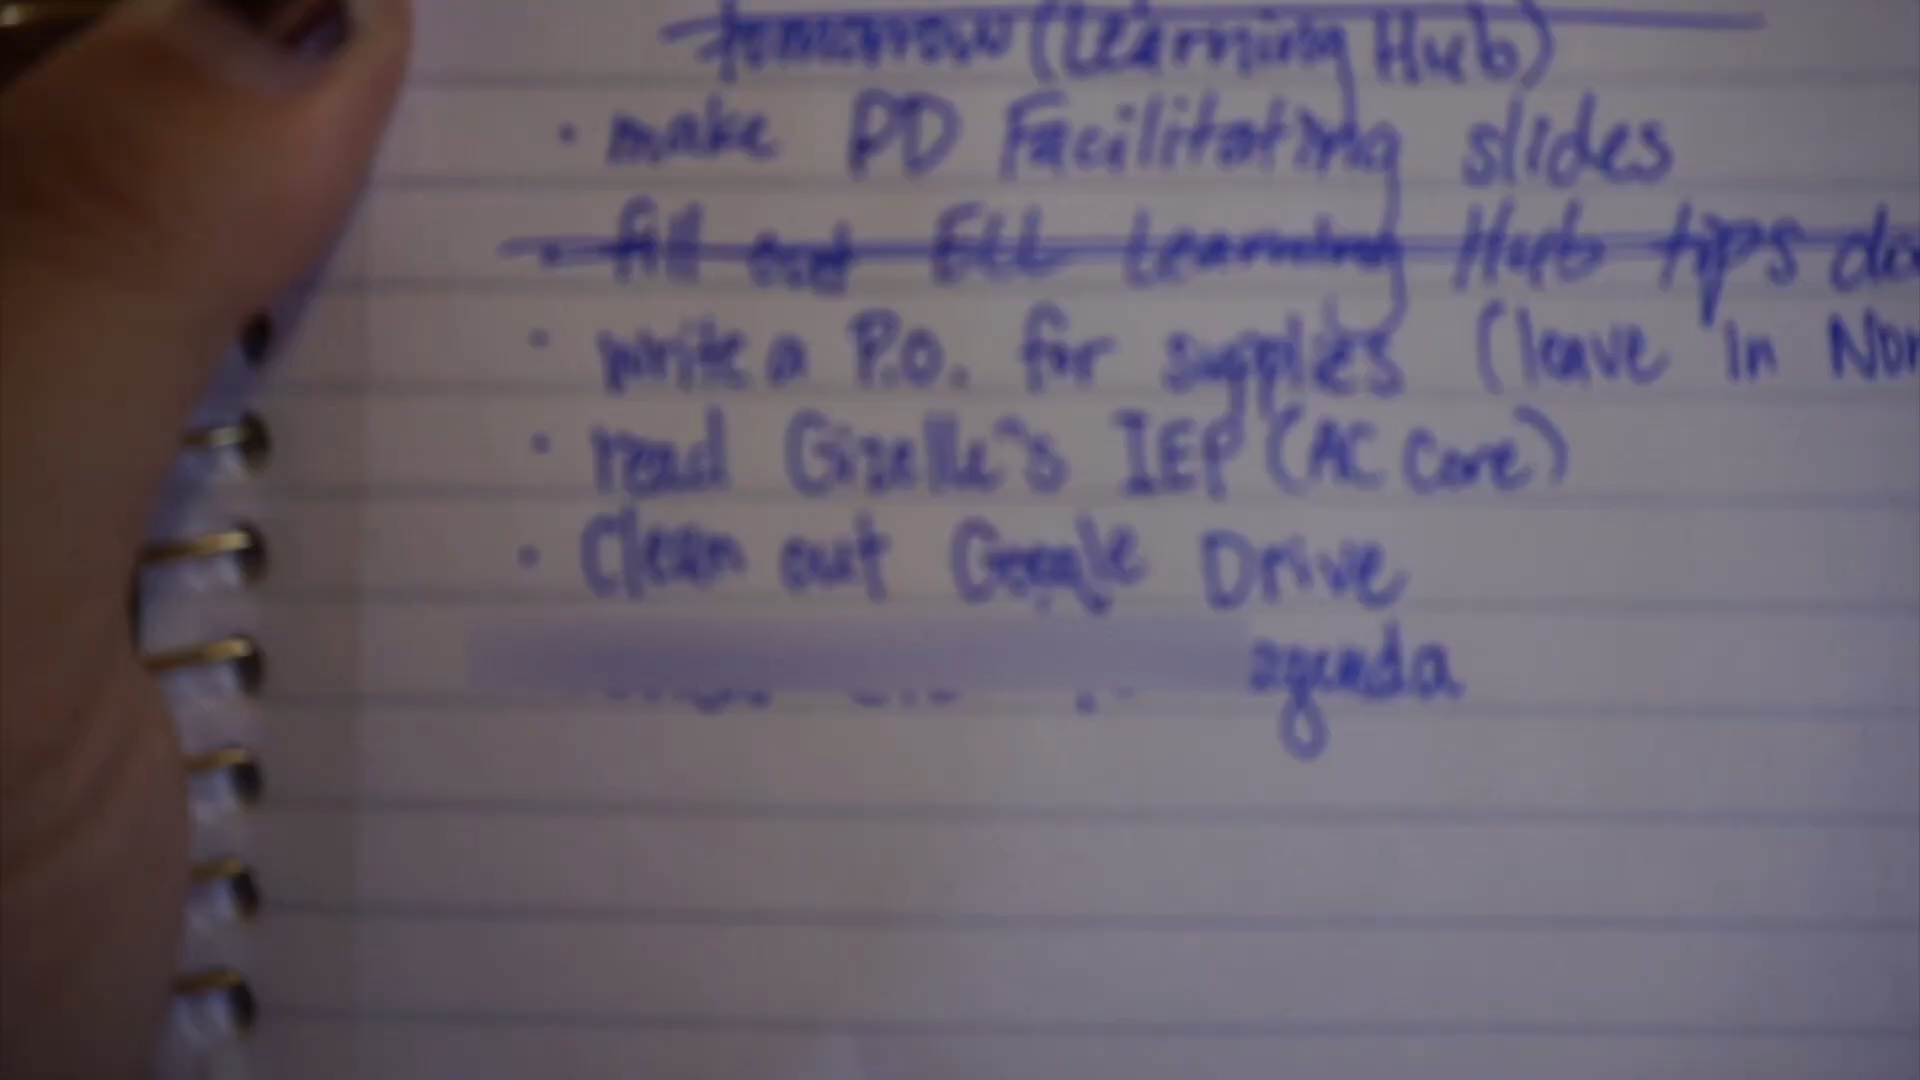 tomorrow (Learning Hub)
· make PD Facilitating slides
· fill out ELL Learning Hub tips
· write a P.O. for supplies (leave in
· read Giselle's IEP (AC Core)
· Clean out Google Drive
agenda